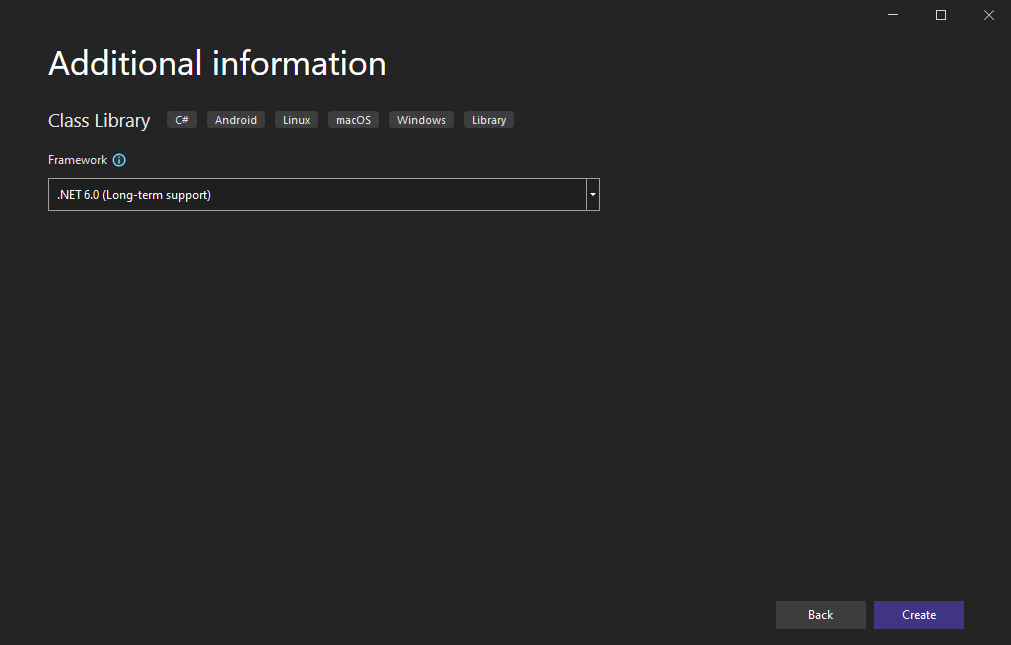 Additional information
Class Library C# Android Linux macOS Windows Library
Framework
.NET 6.0 (Long-term support)
Back Create